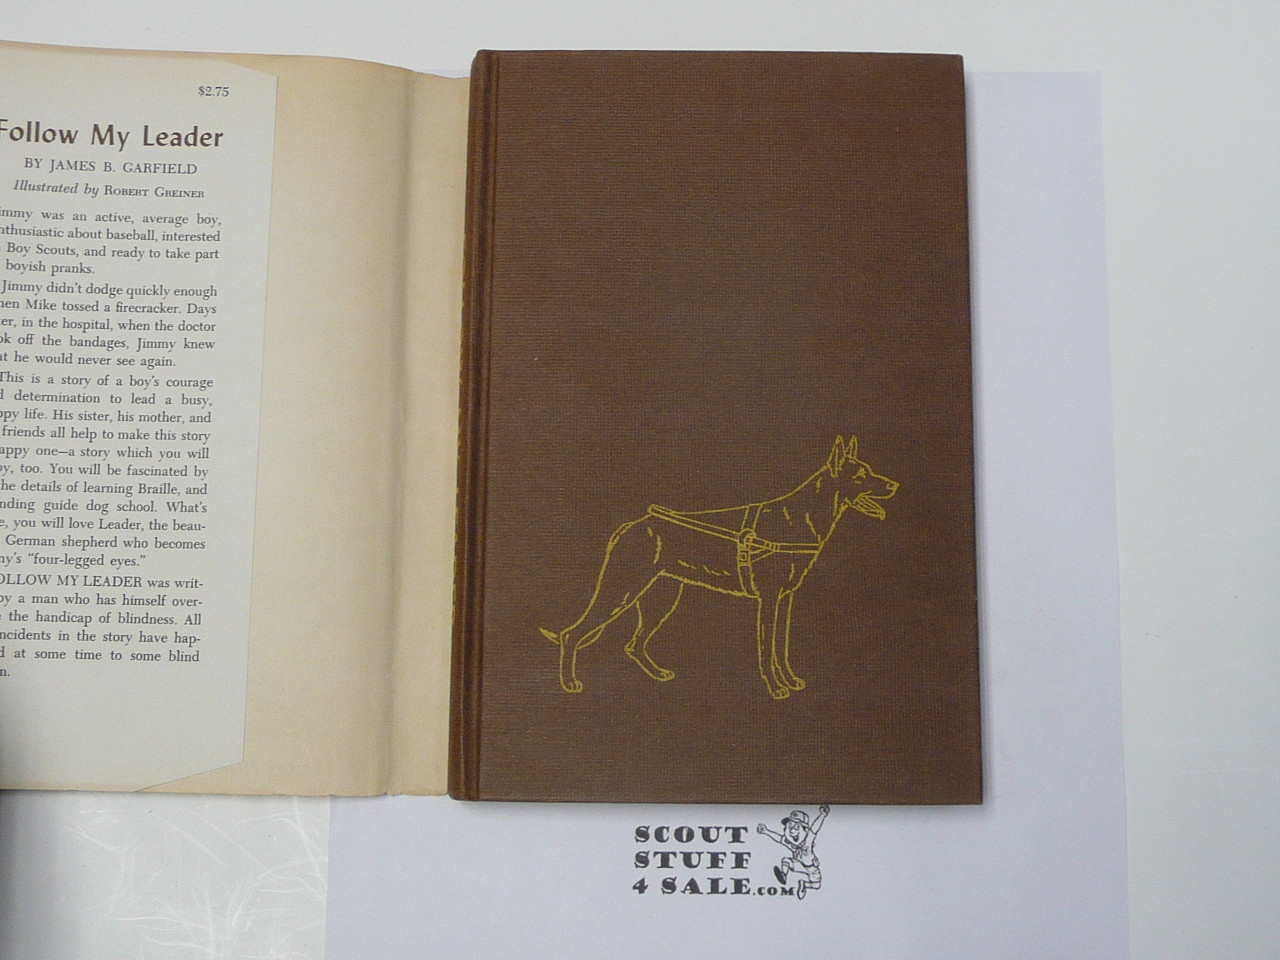 $2.75
Follow My Leader
BY JAMES B. GARFIELD
Illustrated by ROBERT GREINER
immy was an active, average boy,
nthusiastic about baseball, interested
Boy Scouts, and ready to take part
boyish pranks.
Jimmy didn't dodge quickly enough
hen Mike tossed a firecracker. Days
er, in the hospital, when the doctor
ok off the bandages, Jimmy knew
at he would never see again.
This is a story of a boy's courage
d determination to lead a busy,
ppy life. His sister, his mother, and
friends all help to make this story
appy one—a story which you will
oy, too. You will be fascinated by
he details of learning Braille, and
nding guide dog school. What's
e, you will love Leader, the beau-
German shepherd who becomes
ny's "four-legged eyes."
OLLOW MY LEADER was writ-
by a man who has himself over-
e the handicap of blindness. All
ncidents in the story have hap-
d at some time to some blind
n.
SCOUT
STUFF
4 SALE.COM